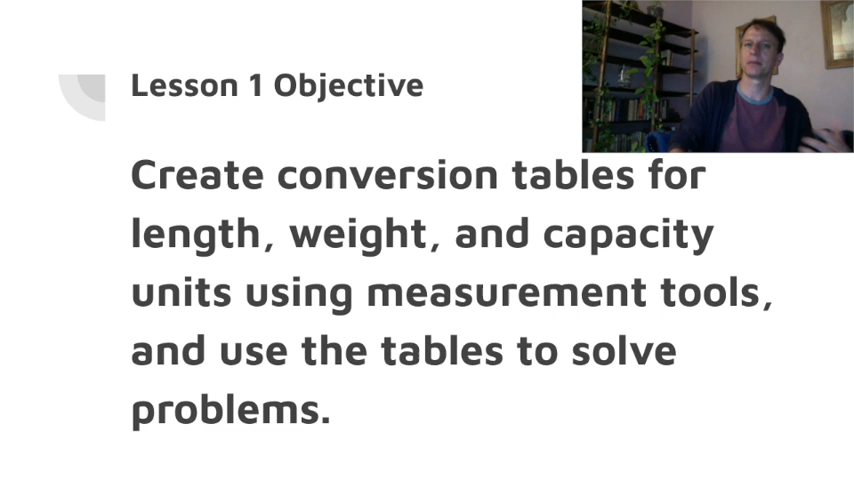 Lesson 1 Objective
Create conversion tables for
length, weight, and capacity
units using measurement tools,
and use the tables to solve
problems.